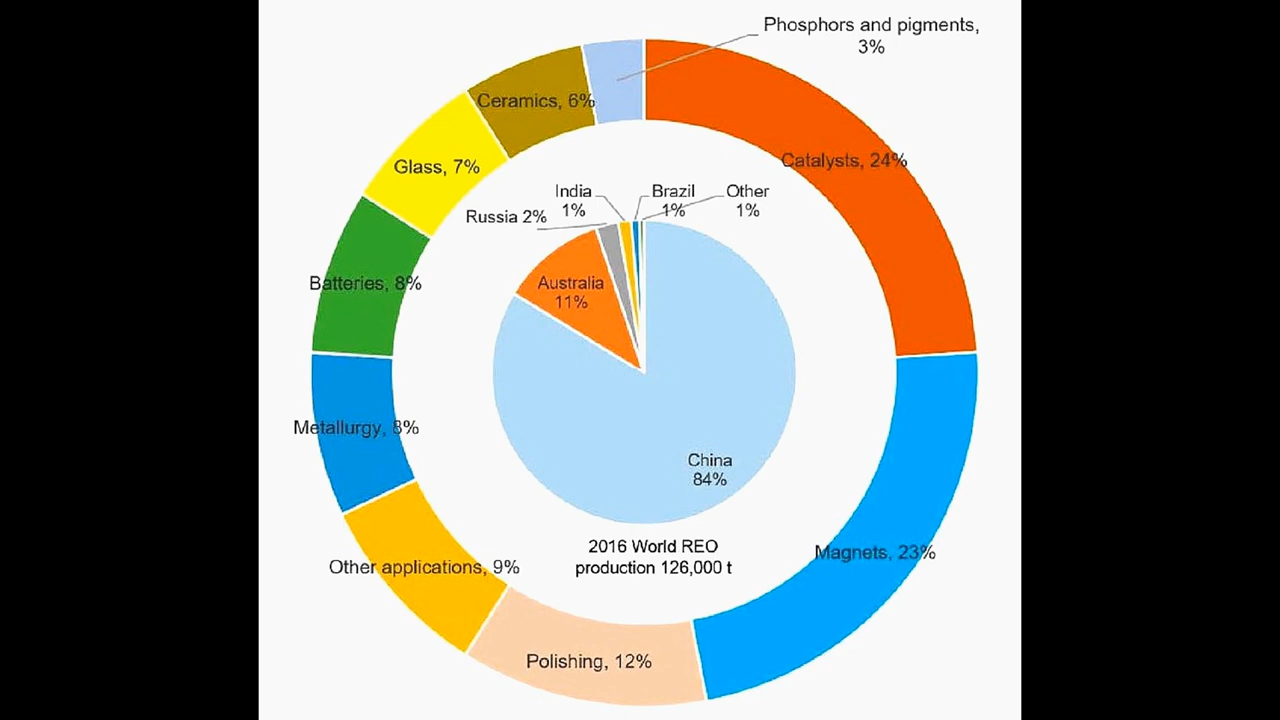 Phosphors and pigments,
3%
Ceramics, 6%
Catalysts, 24%
Glass, 7%
India
1%
Brazil
1%
Other
1%
Russia 2%
Australia
11%
Batteries, 8%
Metallurgy, 8%
China
84%
2016 World REO
production 126,000 t
Magnets, 23%
Other applications, 9%
Polishing, 12%